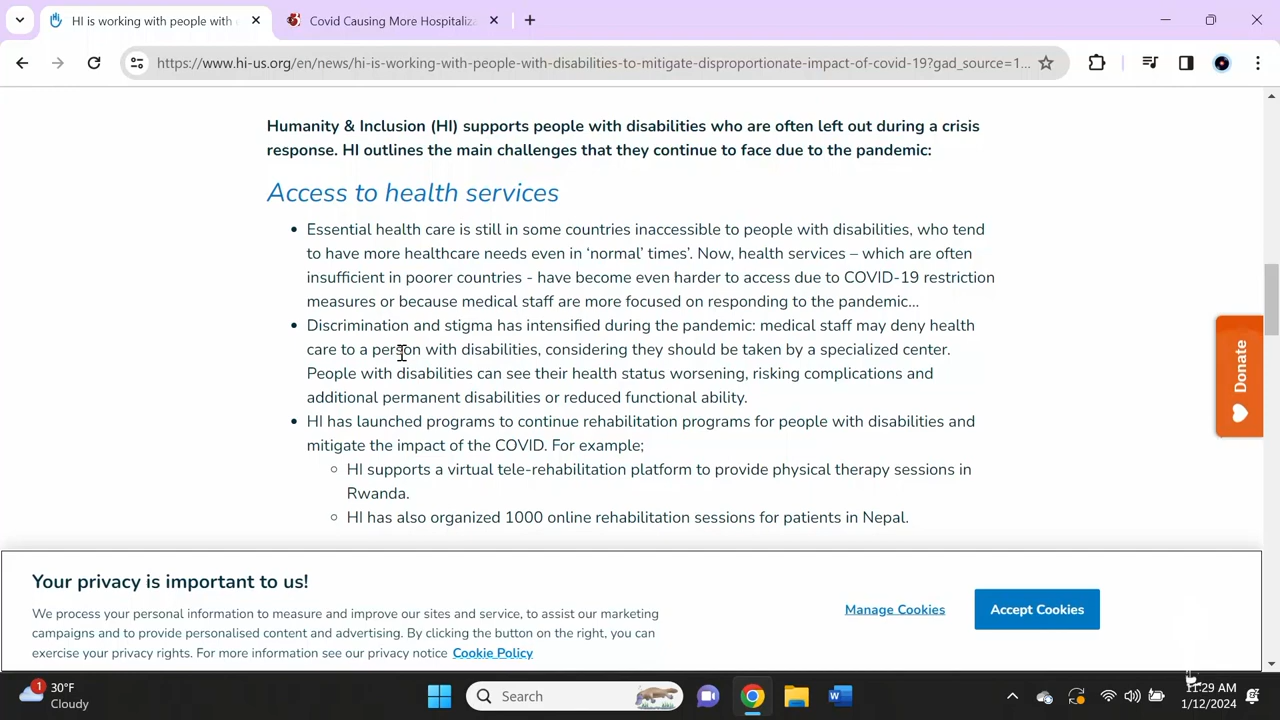 HI is working with people with
Covid Causing More Hospitaliza
https://www.hi-us.org/en/news/hi-is-working-with-people-with-disabilities-to-mitigate-disproportionate-impact-of-covid-19?gad_source=1...
Humanity & Inclusion (HI) supports people with disabilities who are often left out during a crisis
response. HI outlines the main challenges that they continue to face due to the pandemic:
Access to health services
• Essential health care is still in some countries inaccessible to people with disabilities, who tend
to have more healthcare needs even in ‘normal’ times’. Now, health services – which are often
insufficient in poorer countries - have become even harder to access due to COVID-19 restriction
measures or because medical staff are more focused on responding to the pandemic...
• Discrimination and stigma has intensified during the pandemic: medical staff may deny health
care to a person with disabilities, considering they should be taken by a specialized center.
People with disabilities can see their health status worsening, risking complications and
additional permanent disabilities or reduced functional ability.
• HI has launched programs to continue rehabilitation programs for people with disabilities and
mitigate the impact of the COVID. For example;
○ HI supports a virtual tele-rehabilitation platform to provide physical therapy sessions in
Rwanda.
○ HI has also organized 1000 online rehabilitation sessions for patients in Nepal.
Donate
Your privacy is important to us!
We process your personal information to measure and improve our sites and service, to assist our marketing
campaigns and to provide personalised content and advertising. By clicking the button on the right, you can
exercise your privacy rights. For more information see our privacy notice Cookie Policy
Manage Cookies
Accept Cookies
1
30°F
Cloudy
Search
W
11:29 AM
1/12/2024